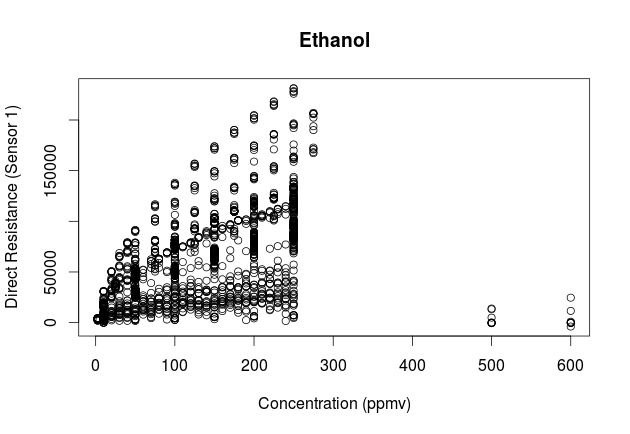 Ethanol
Direct Resistance (Sensor 1)
150000
50000
0
0 100 200 300 400 500 600
Concentration (ppmv)